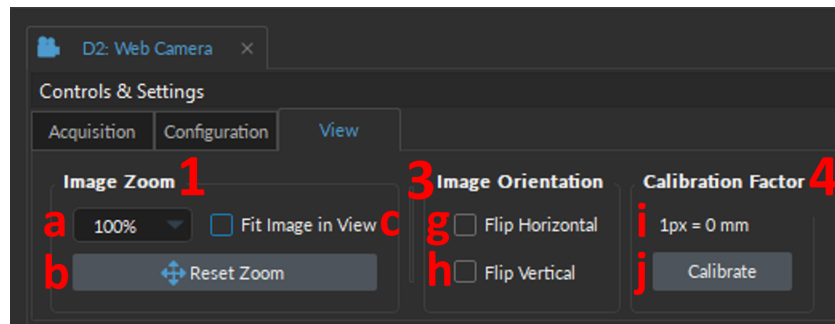 D2: Web Camera ×
Controls & Settings
Acquisition Configuration View
Image Zoom 1 3 Image Orientation Calibration Factor 4
a 100% Fit Image in View c g Flip Horizontal i 1px = 0 mm
b Reset Zoom h Flip Vertical j Calibrate